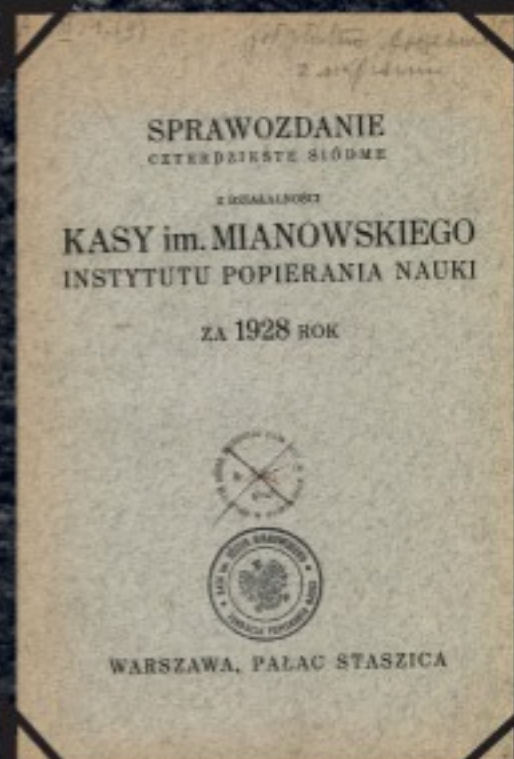 SPRAWOZDANIE
CZTERDZIESTE SIÓDME
Z DZIAŁALNOŚCI
KASY im. MIANOWSKIEGO
INSTYTUTU POPIERANIA NAUKI
ZA 1928 ROK
WARSZAWA, PAŁAC STASZICA